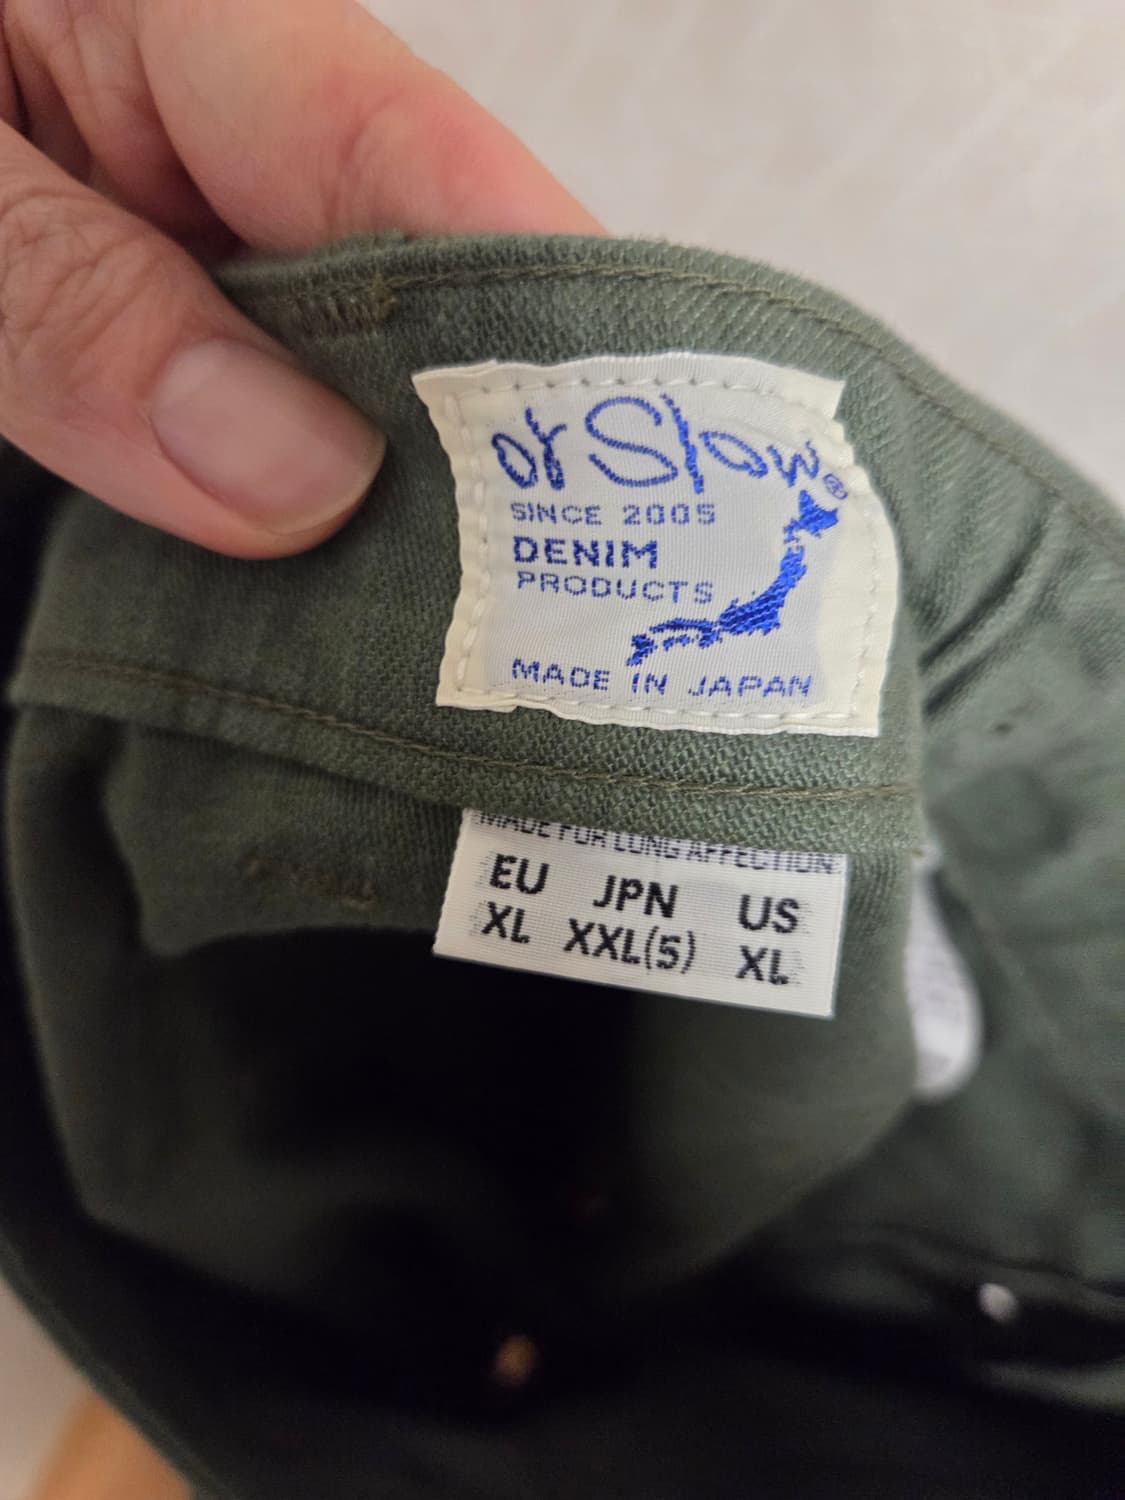 or Slow®
SINCE 2005
DENIM
PRODUCTS
MADE IN JAPAN
MADE FOR LONG AFFECTION
EU JPN US
XL XXL(5) XL